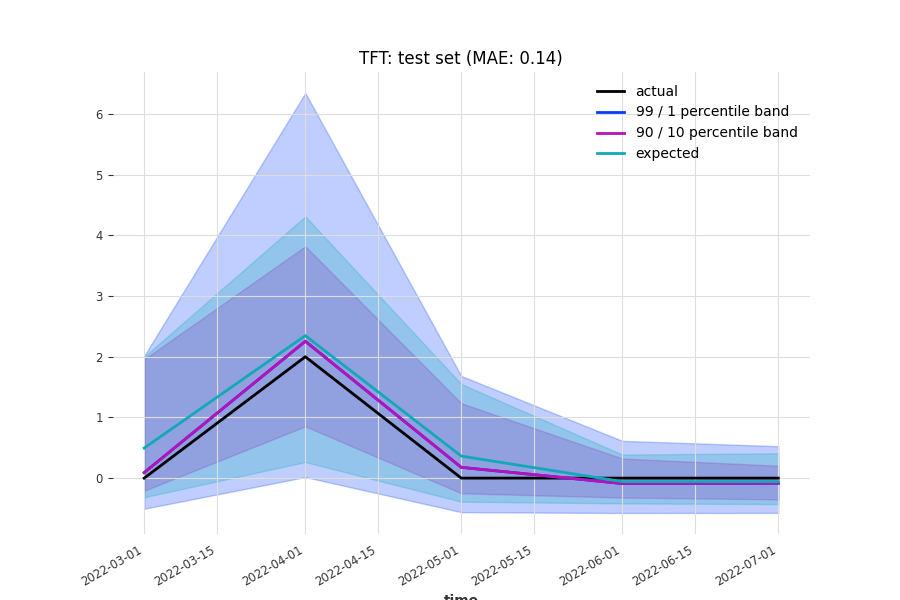 TFT: test set (MAE: 0.14)
actual
99 / 1 percentile band
90 / 10 percentile band
expected
6
5
4
3
2
1
0
2022-03-01
2022-03-15
2022-04-01
2022-04-15
2022-05-01
2022-05-15
2022-06-01
2022-06-15
2022-07-01
time